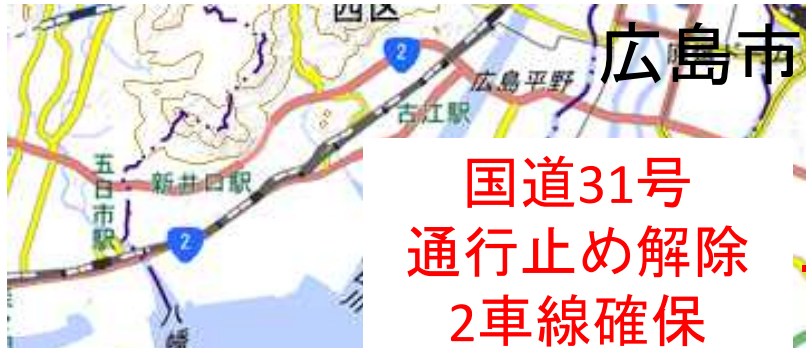 西区
2
広島市
広島平野
古江駅
五日市駅
新井口駅
2
八幡
国道31号
通行止め解除
2車線確保